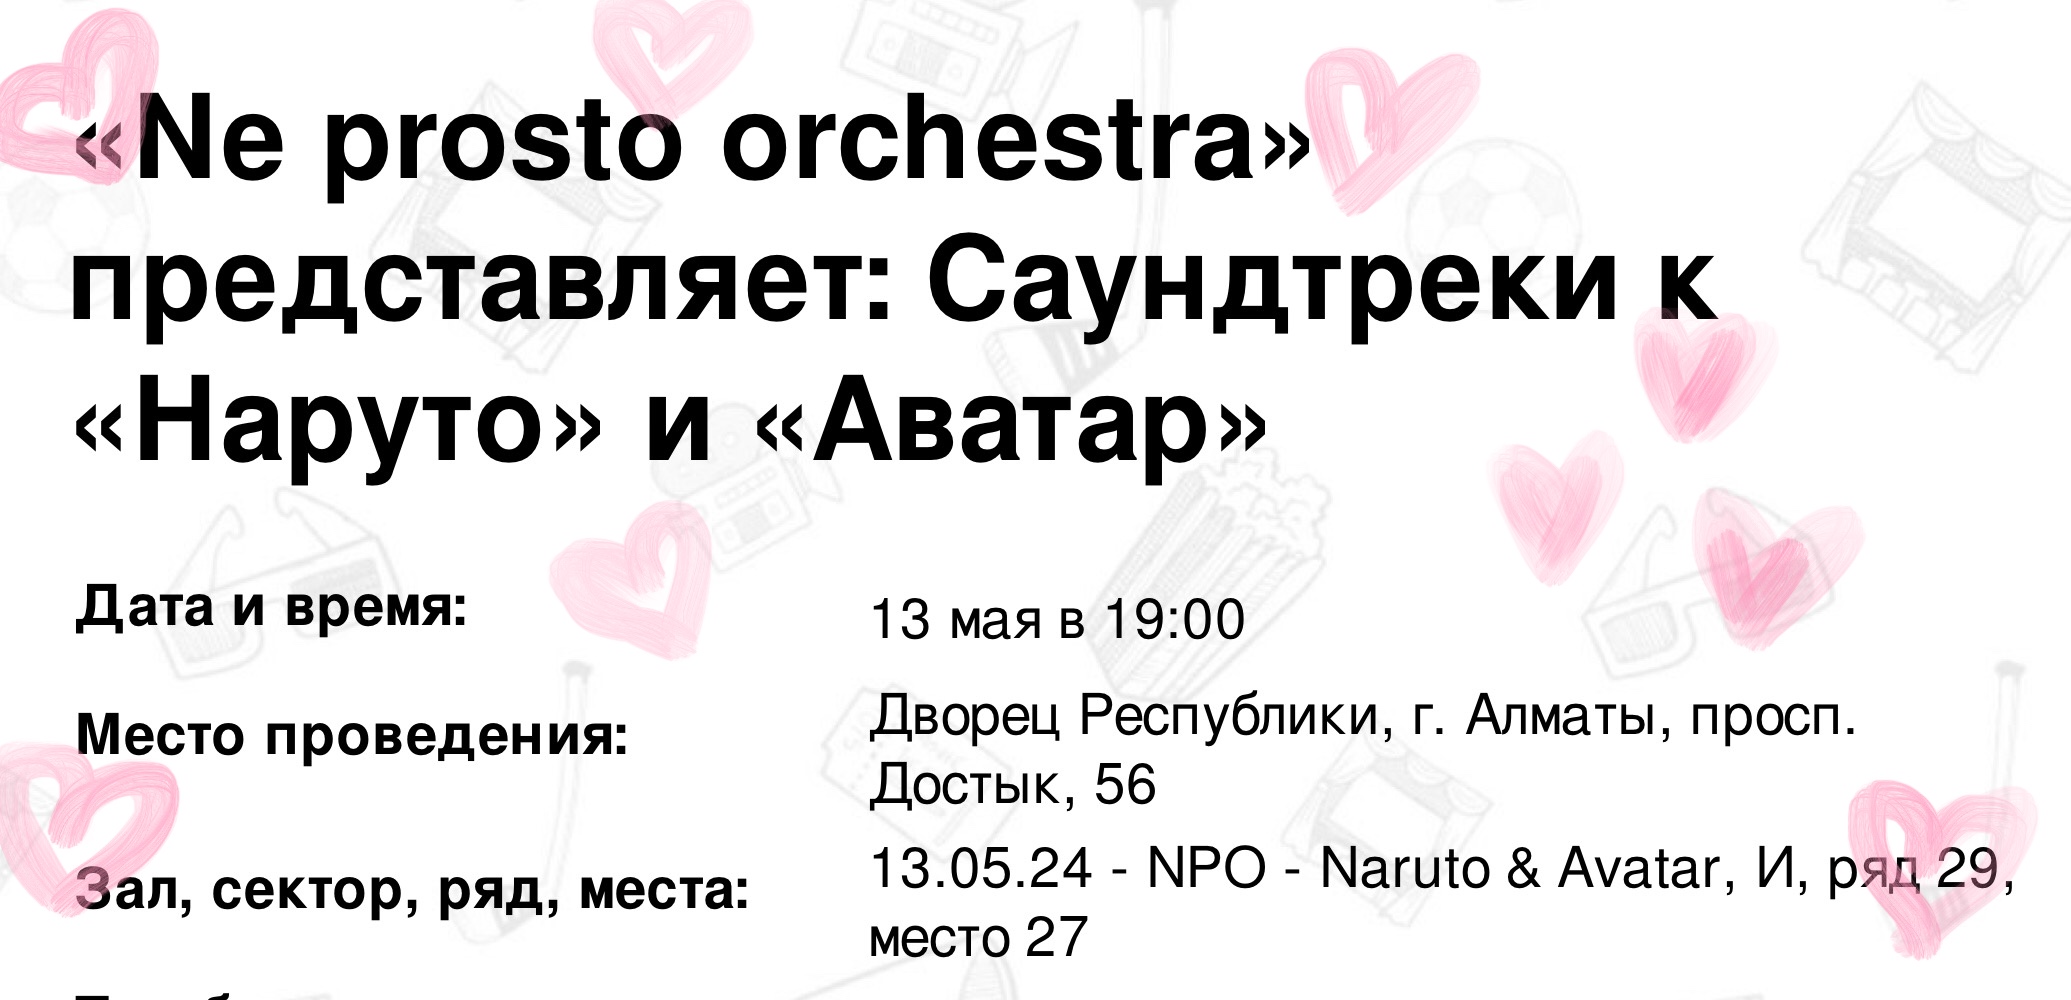 «Ne prosto orchestra»
представляет: Саундтреки к
«Наруто» и «Аватар»
Дата и время:
13 мая в 19:00
Место проведения:
Дворец Республики, г. Алматы, просп.
Достык, 56
Зал, сектор, ряд, места:
13.05.24 - NPO - Naruto & Avatar, И, ряд 29,
место 27